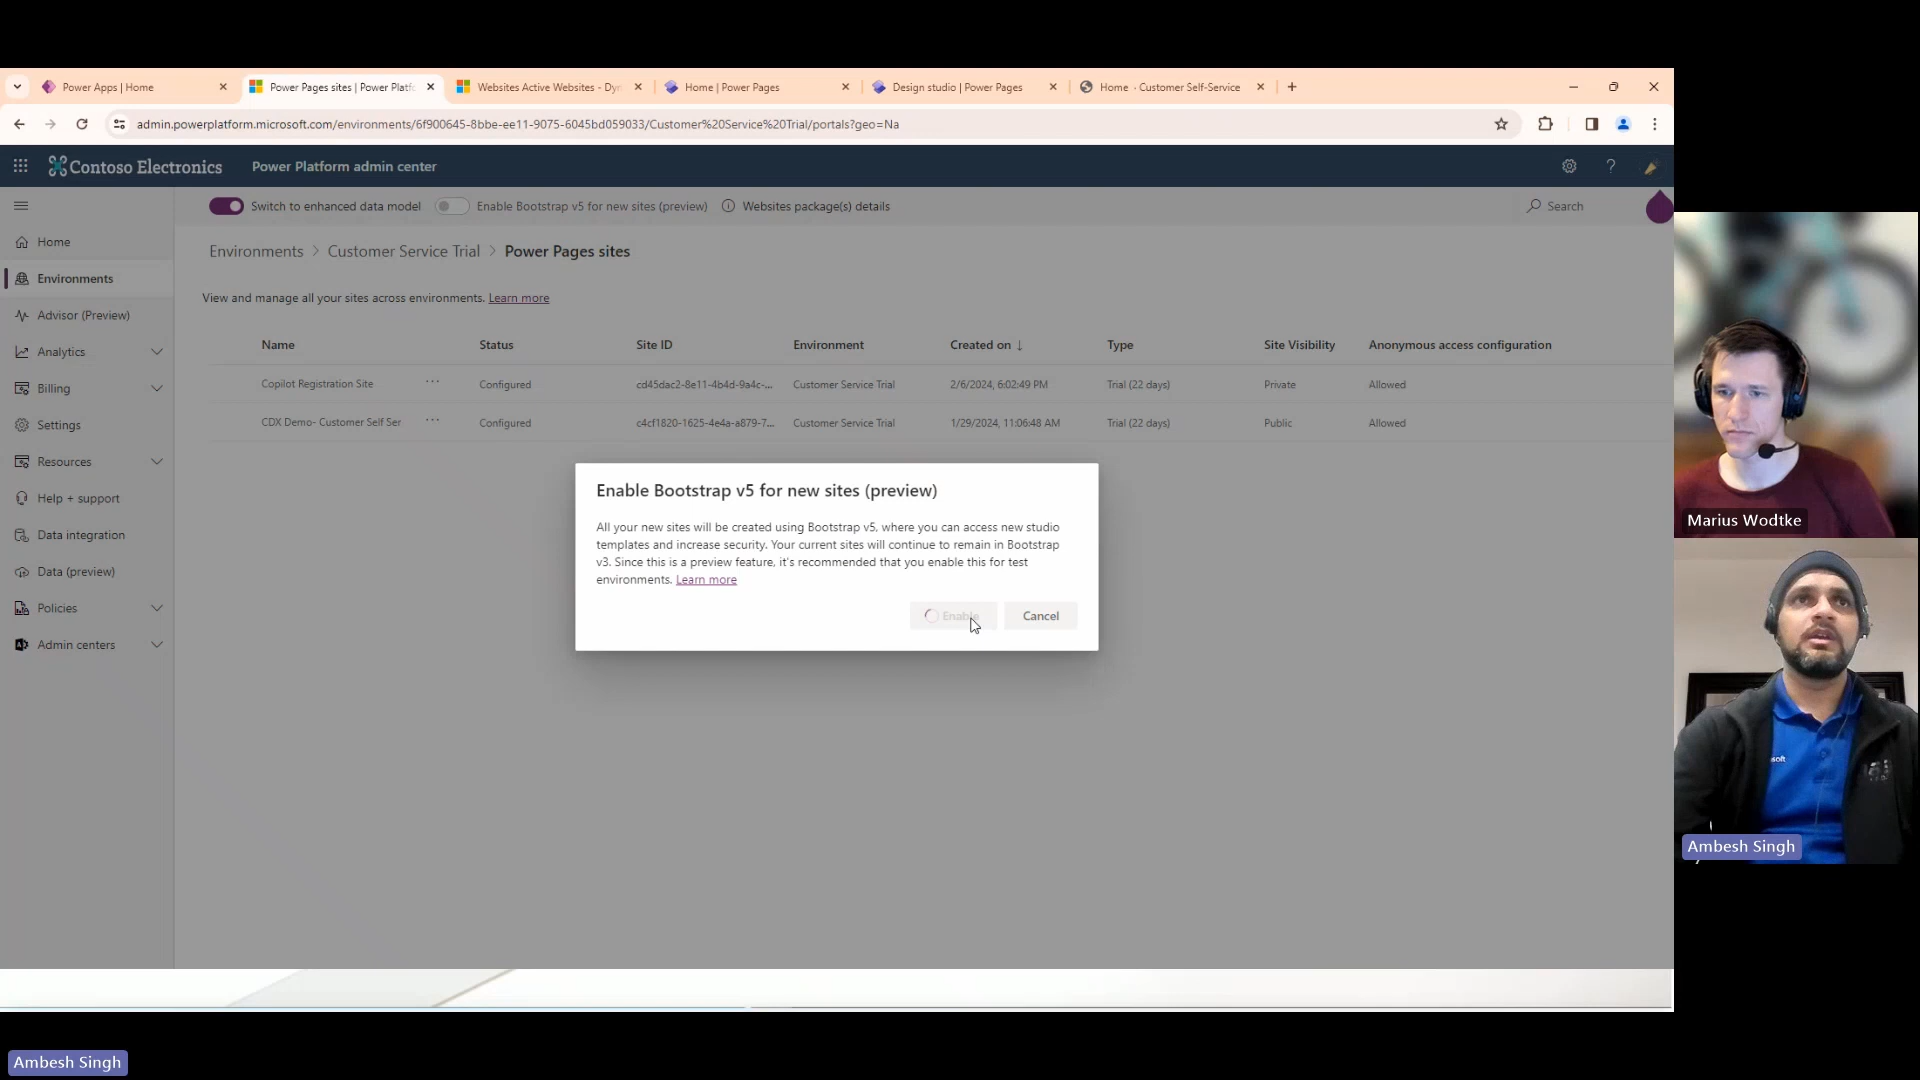 Power Apps | Home
Power Pages sites | Power Platfo
Websites Active Websites - Dyn
Home | Power Pages
Design studio | Power Pages
Home · Customer Self-Service
admin.powerplatform.microsoft.com/environments/6f900645-8bbe-ee11-9075-6045bd059033/Customer%20Service%20Trial/portals?geo=Na
Contoso Electronics
Power Platform admin center
?
Switch to enhanced data model
Enable Bootstrap v5 for new sites (preview)
Websites package(s) details
Search
Home
Environments
Advisor (Preview)
Analytics
Billing
Settings
Resources
Help + support
Data integration
Data (preview)
Policies
Admin centers
Environments > Customer Service Trial > Power Pages sites
View and manage all your sites across environments. Learn more
Name Status Site ID Environment Created on ↓ Type Site Visibility Anonymous access configuration
Copilot Registration Site ... Configured cd45dac2-8e11-4b4d-9a4c-... Customer Service Trial 2/6/2024, 6:02:49 PM Trial (22 days) Private Allowed
CDX Demo- Customer Self Ser ... Configured c4cf1820-1625-4e4a-a879-7... Customer Service Trial 1/29/2024, 11:06:48 AM Trial (22 days) Public Allowed
Enable Bootstrap v5 for new sites (preview)
All your new sites will be created using Bootstrap v5, where you can access new studio
templates and increase security. Your current sites will continue to remain in Bootstrap
v3. Since this is a preview feature, it's recommended that you enable this for test
environments. Learn more
Enable
Cancel
Marius Wodtke
soft
Ambesh Singh
Ambesh Singh